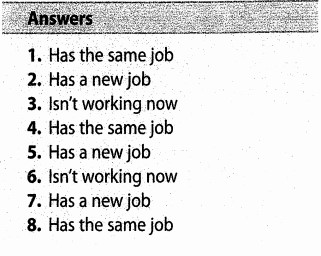 Answers
1. Has the same job
2. Has a new job
3. Isn't working now
4. Has the same job
5. Has a new job
6. Isn't working now
7. Has a new job
8. Has the same job